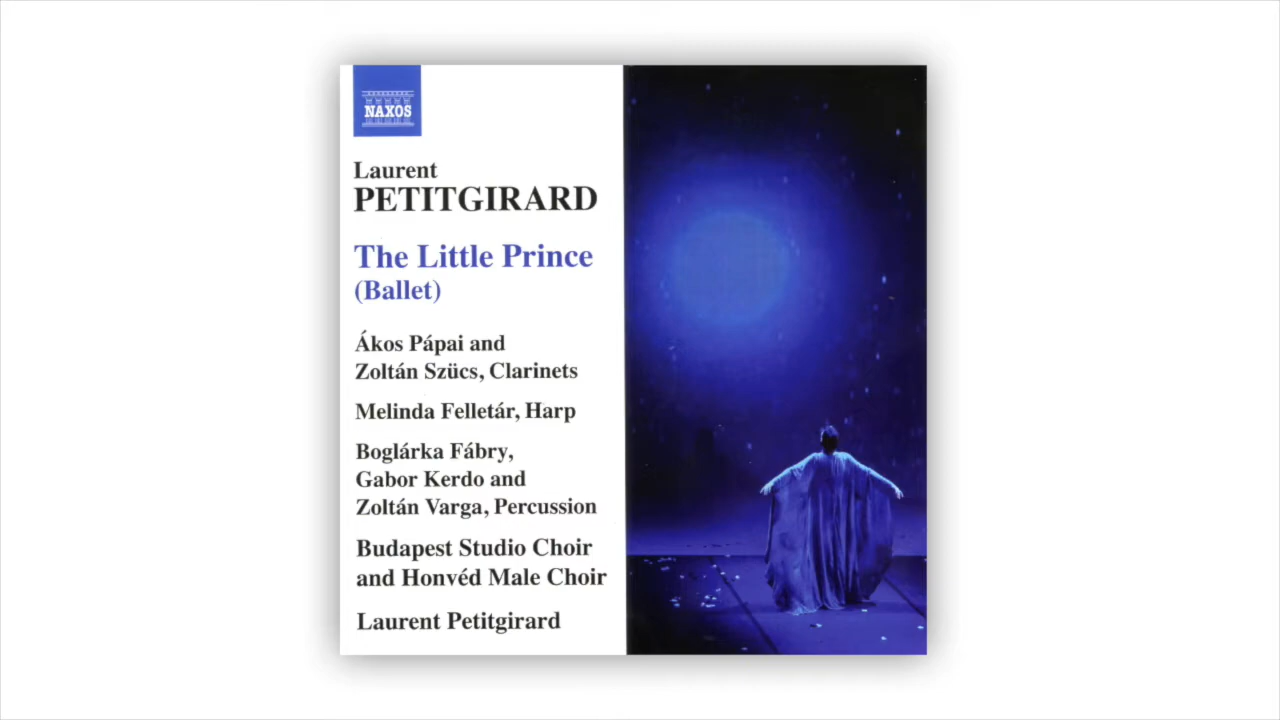 NAXOS
Laurent
PETITGIRARD
The Little Prince
(Ballet)
Ákos Pápai and
Zoltán Szücs, Clarinets
Melinda Felletár, Harp
Boglárka Fábry,
Gabor Kerdo and
Zoltán Varga, Percussion
Budapest Studio Choir
and Honvéd Male Choir
Laurent Petitgirard